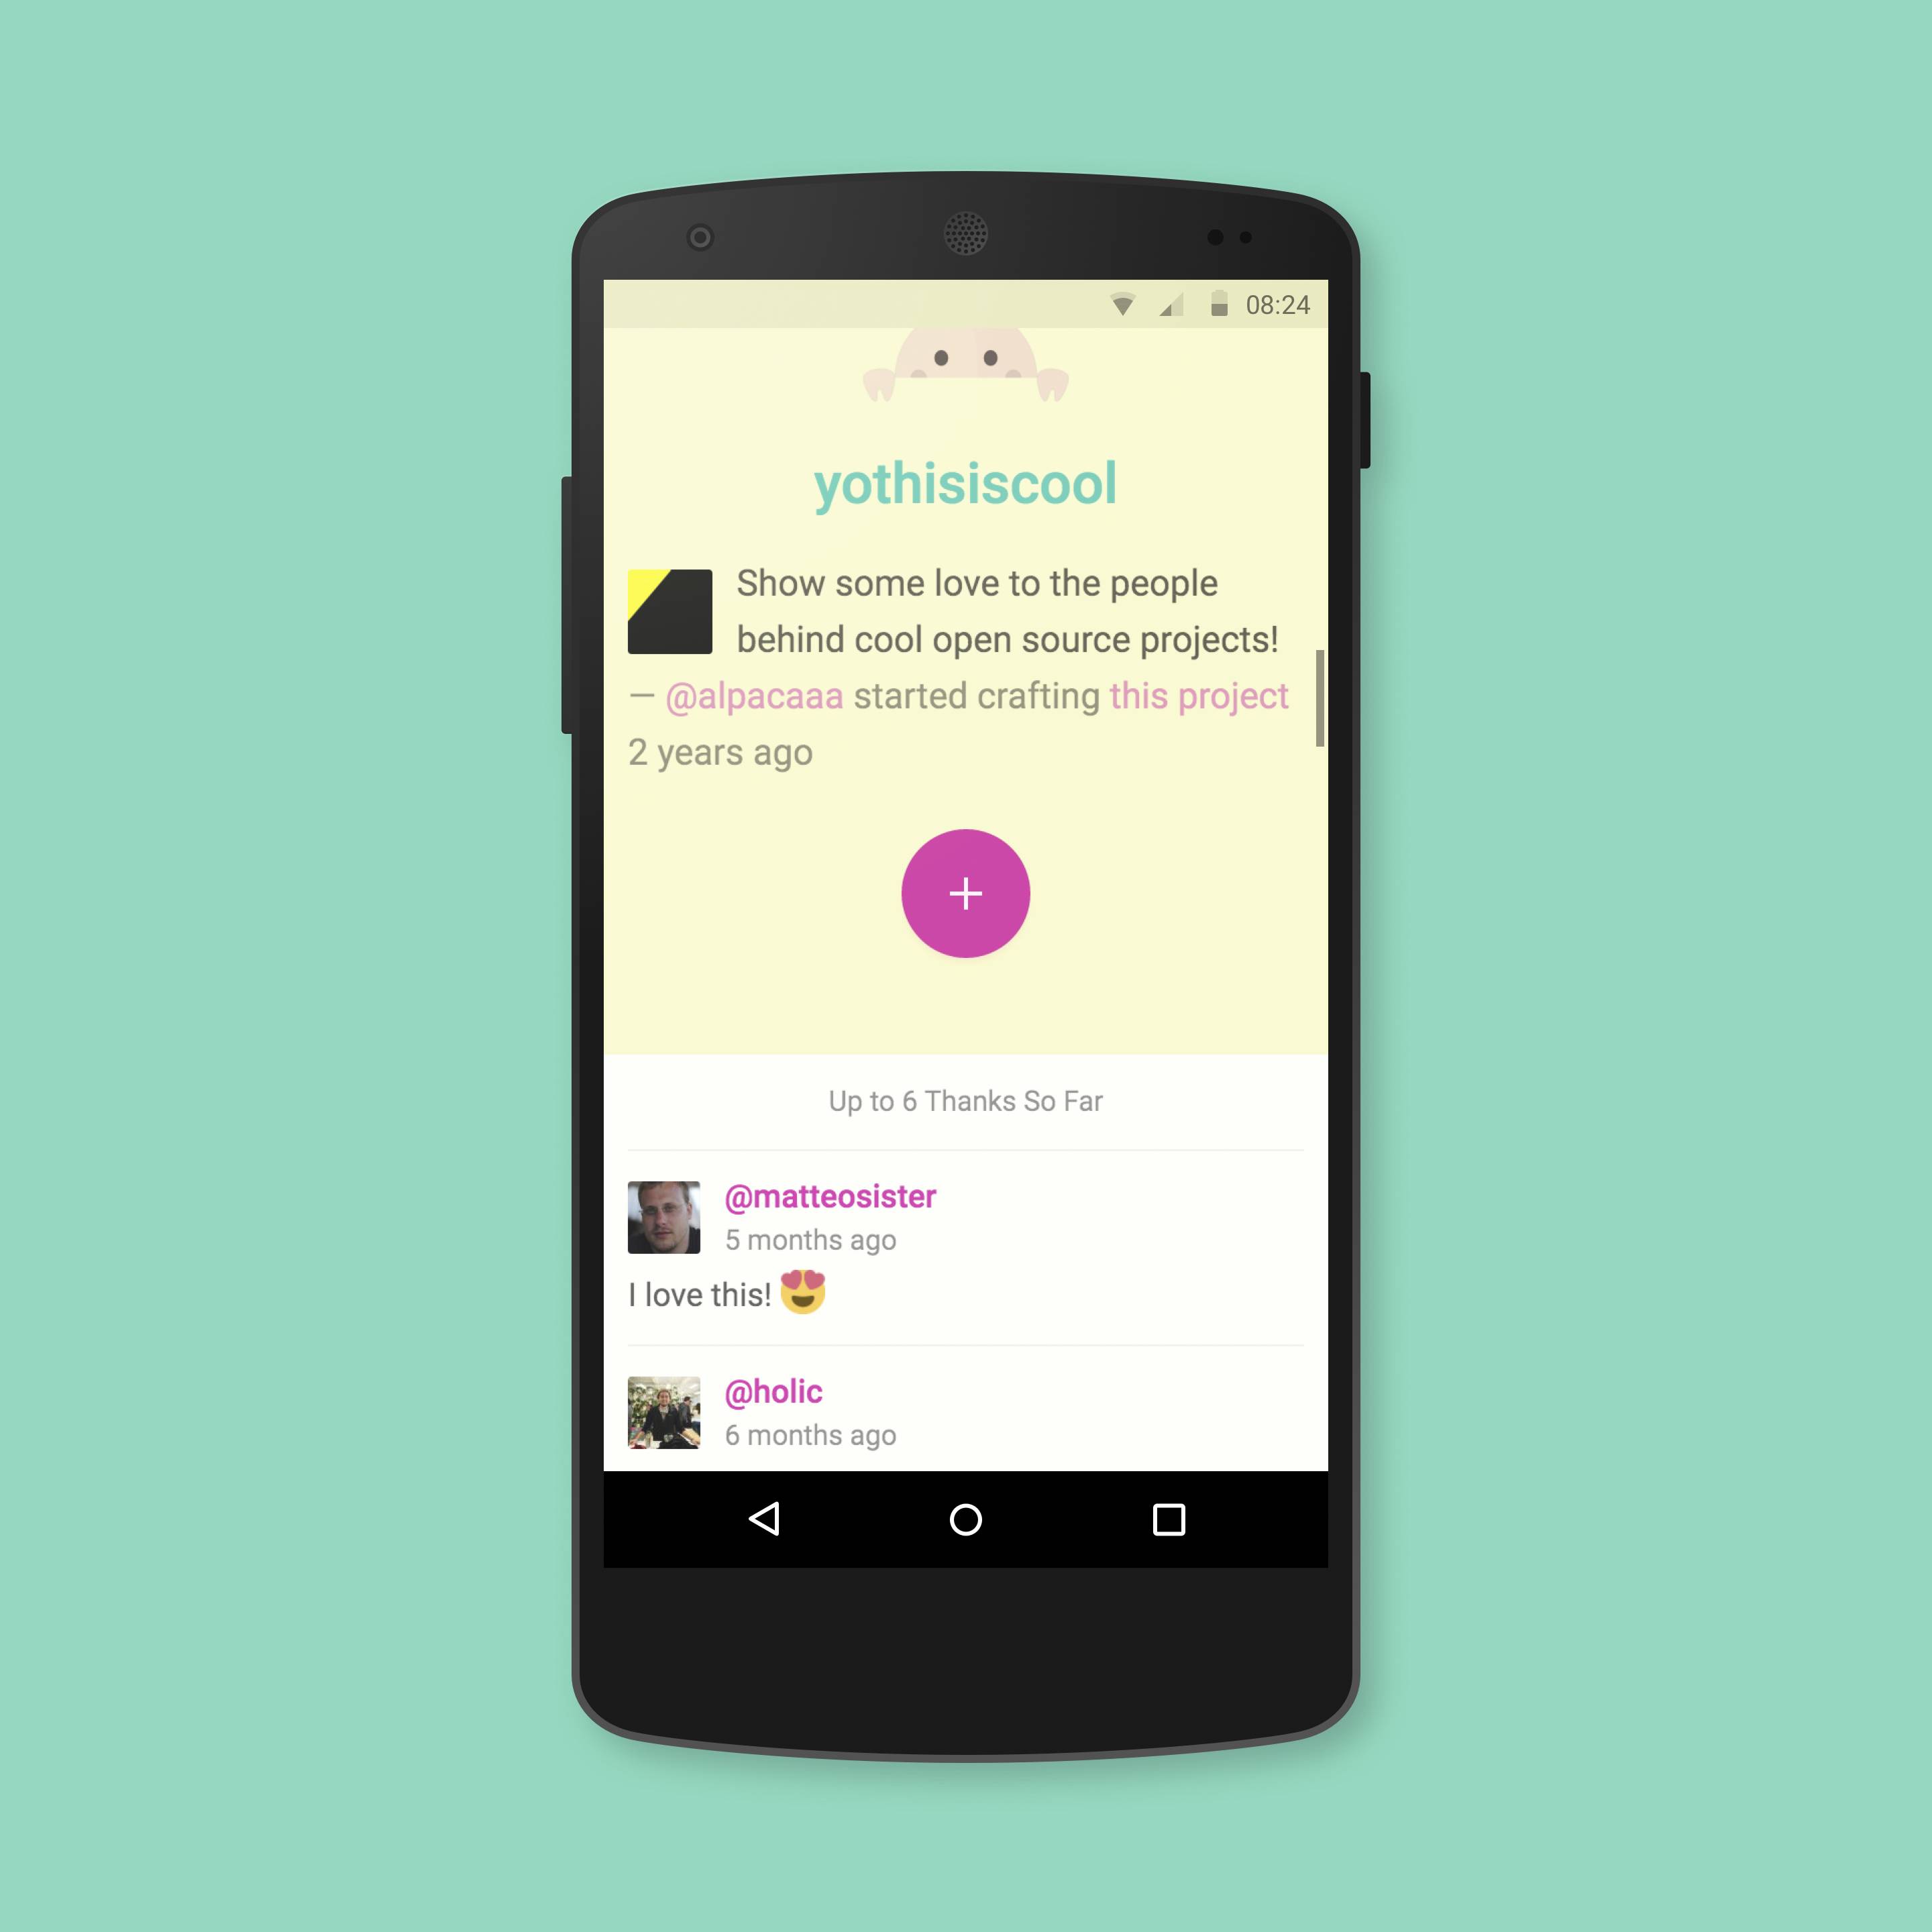 08:24
yothisiscool
Show some love to the people
behind cool open source projects!
— @alpacaaa started crafting this project
2 years ago
+
Up to 6 Thanks So Far
@matteosister
5 months ago
I love this! 😍
@holic
6 months ago